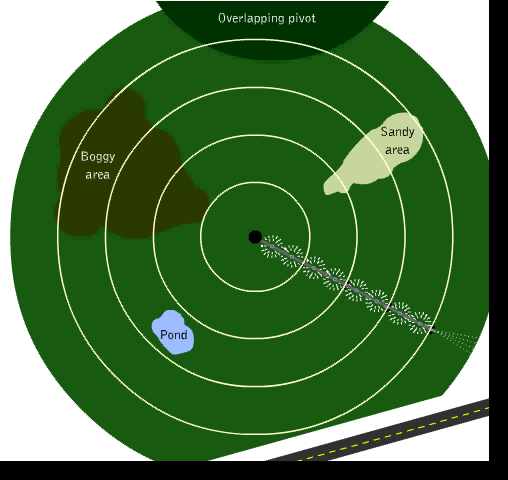 Overlapping pivot
Sandy
area
Boggy
area
Pond